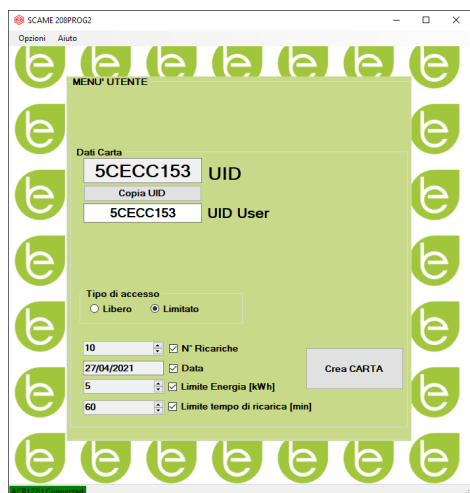 SCAME 208PROG2
Opzioni Aiuto
MENU' UTENTE
Dati Carta
5CECC153 UID
Copia UID
5CECC153 UID User
Tipo di accesso
Libero Limitato
10 N° Ricariche
27/04/2021 Data
Crea CARTA
5 Limite Energia [kWh]
60 Limite tempo di ricarica [min]
ACR122U Connected